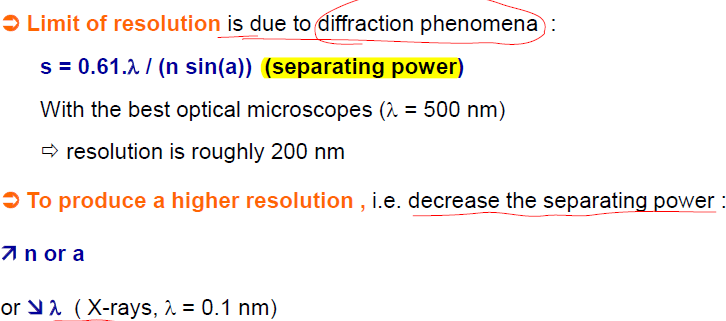 ➲ Limit of resolution is due to diffraction phenomena :
s = 0.61.λ / (n sin(a)) (separating power)
With the best optical microscopes (λ = 500 nm)
⇨ resolution is roughly 200 nm
➲ To produce a higher resolution , i.e. decrease the separating power :
↗ n or a
or ↘ λ ( X-rays, λ = 0.1 nm)